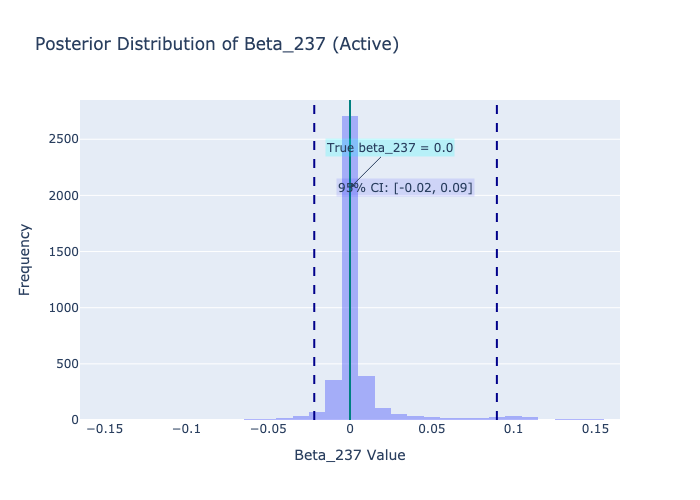 Posterior Distribution of Beta_237 (Active)
2500
True beta_237 = 0.0
95% CI: [-0.02, 0.09]
2000
1500
1000
500
0
Frequency
−0.15 −0.1 −0.05 0 0.05 0.1 0.15
Beta_237 Value